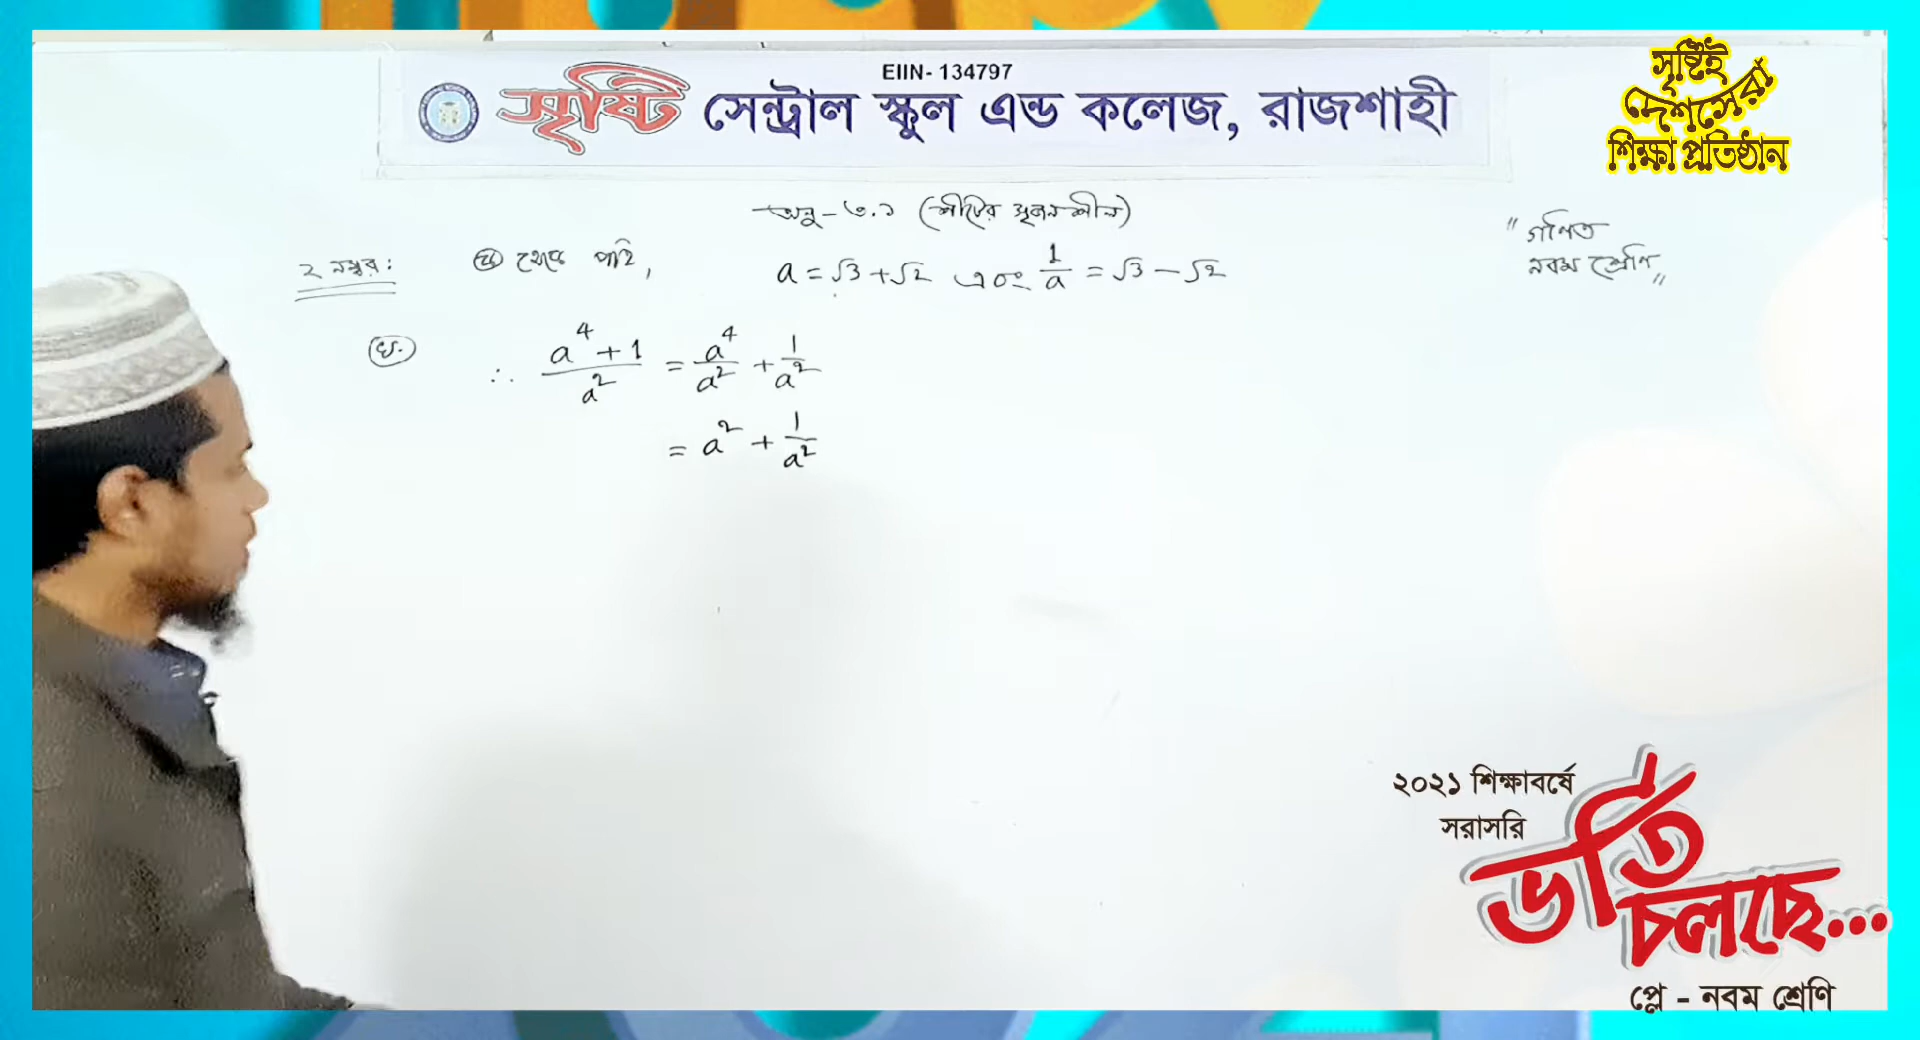 EIIN- 134797
সৃষ্টি সেন্ট্রাল স্কুল এন্ড কলেজ, রাজশাহী
সৃষ্টিই
দেশসেরা
শিক্ষা প্রতিষ্ঠান
অনু - ৩.১ (শীটের সৃজনশীল)
"গণিত
নবম শ্রেণি"
২ নম্বর:
থেকে পাই,
a = √3 + √2 এবং 1/a = √3 − √2
∴ (a⁴ + 1)/a² = a⁴/a² + 1/a²
= a² + 1/a²
২০২১ শিক্ষাবর্ষে
সরাসরি
ভর্তি
চলছে...
প্লে - নবম শ্রেণি